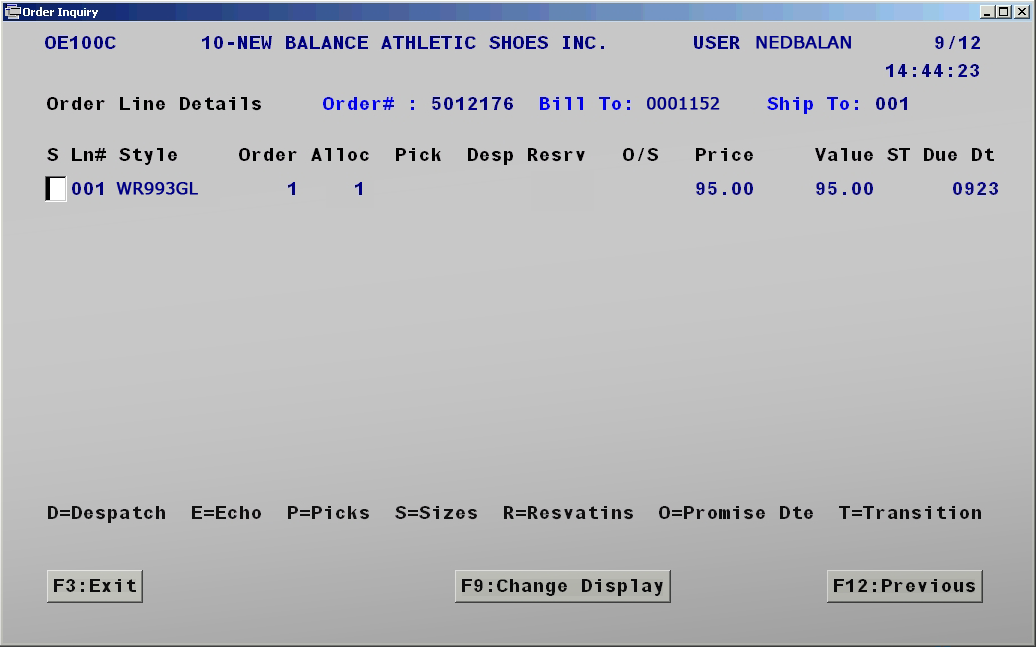 Order Inquiry
OE100C 10-NEW BALANCE ATHLETIC SHOES INC. USER NEDBALAN 9/12
14:44:23
Order Line Details Order# : 5012176 Bill To: 0001152 Ship To: 001
S Ln# Style Order Alloc Pick Desp Resrv O/S Price Value ST Due Dt
001 WR993GL 1 1 95.00 95.00 0923
D=Despatch E=Echo P=Picks S=Sizes R=Resvatins O=Promise Dte T=Transition
F3:Exit F9:Change Display F12:Previous